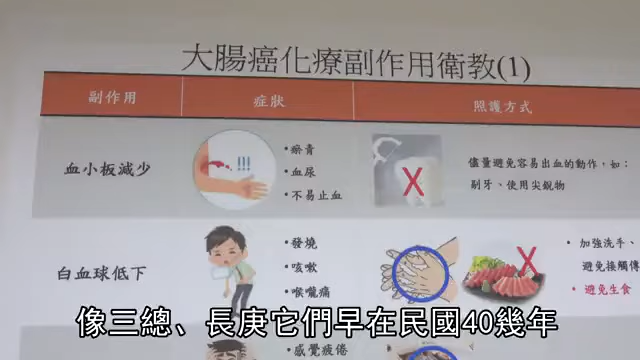 大腸癌化療副作用衛教(1)
副作用
症狀
照護方式
血小板減少
•瘀青
•血尿
•不易止血
儘量避免容易出血的動作，如：
剔牙、使用尖銳物
白血球低下
•發燒
•咳嗽
•喉嚨痛
•加強洗手、
避免接觸傳
•避免生食
•感覺疲倦
像三總、長庚它們早在民國40幾年